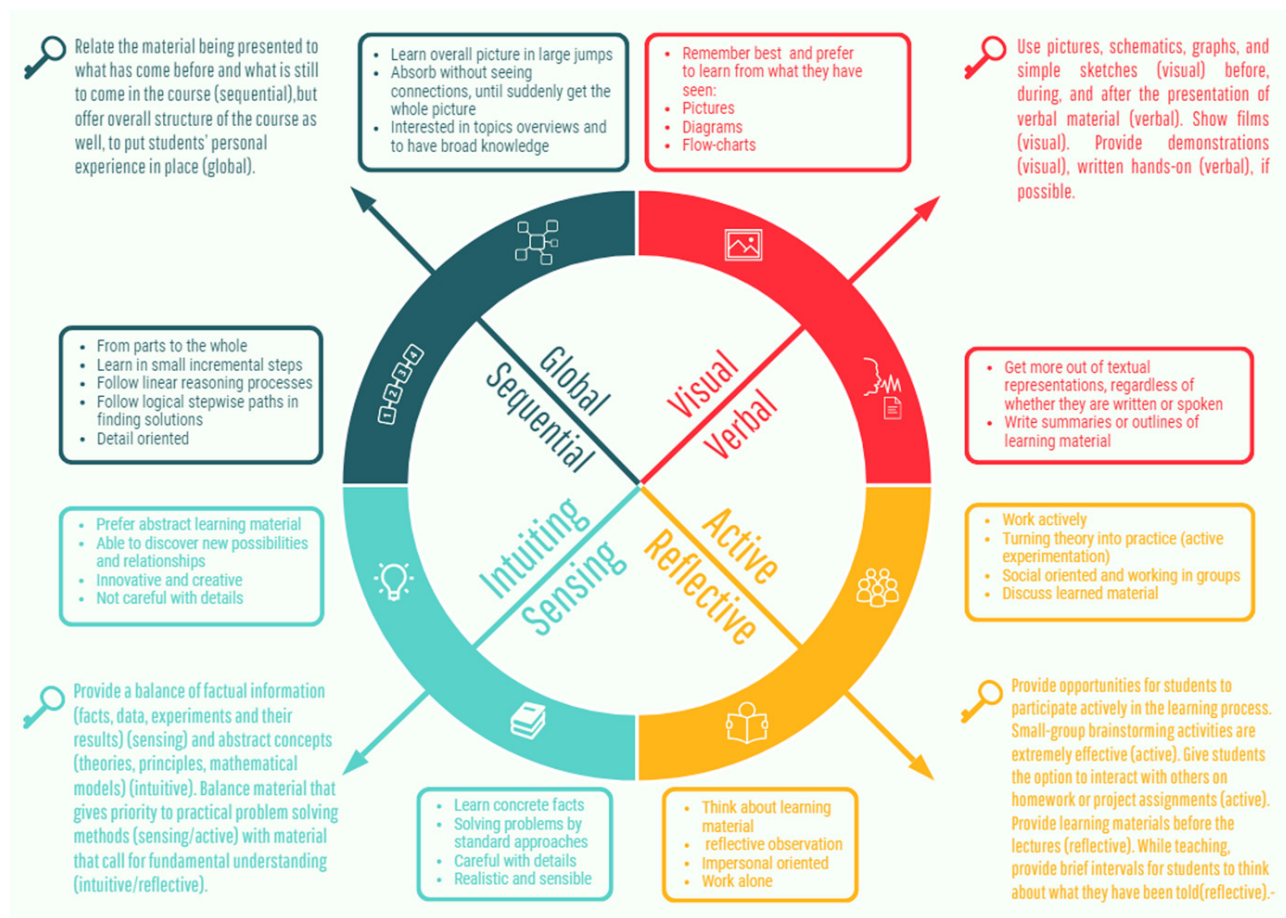 Relate the material being presented to
what has come before and what is still
to come in the course (sequential),but
offer overall structure of the course as
well, to put students' personal
experience in place (global).
• Learn overall picture in large jumps
• Absorb without seeing
connections, until suddenly get the
whole picture
• Interested in topics overviews and
to have broad knowledge
• Remember best and prefer
to learn from what they have
seen:
• Pictures
• Diagrams
• Flow-charts
Use pictures, schematics, graphs, and
simple sketches (visual) before,
during, and after the presentation of
verbal material (verbal). Show films
(visual). Provide demonstrations
(visual), written hands-on (verbal), if
possible.
• From parts to the whole
• Learn in small incremental steps
• Follow linear reasoning processes
• Follow logical stepwise paths in
finding solutions
• Detail oriented
1-2-3-4
Global
Sequential
Visual
Verbal
• Get more out of textual
representations, regardless of
whether they are written or spoken
• Write summaries or outlines of
learning material
• Prefer abstract learning material
• Able to discover new possibilities
and relationships
• Innovative and creative
• Not careful with details
Intuiting
Sensing
Active
Reflective
• Work actively
• Turning theory into practice (active
experimentation)
• Social oriented and working in groups
• Discuss learned material
Provide a balance of factual information
(facts, data, experiments and their
results) (sensing) and abstract concepts
(theories, principles, mathematical
models) (intuitive). Balance material that
gives priority to practical problem solving
methods (sensing/active) with material
that call for fundamental understanding
(intuitive/reflective).
• Learn concrete facts
• Solving problems by
standard approaches
• Careful with details
• Realistic and sensible
• Think about learning
material
• reflective observation
• Impersonal oriented
• Work alone
Provide opportunities for students to
participate actively in the learning process.
Small-group brainstorming activities are
extremely effective (active). Give students
the option to interact with others on
homework or project assignments (active).
Provide learning materials before the
lectures (reflective). While teaching,
provide brief intervals for students to think
about what they have been told(reflective).-